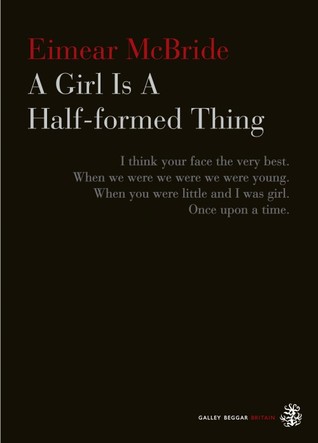 Eimear McBride
A Girl Is A
Half-formed Thing
I think your face the very best.
When we were we were we were young.
When you were little and I was girl.
Once upon a time.
GALLEY BEGGAR BRITAIN